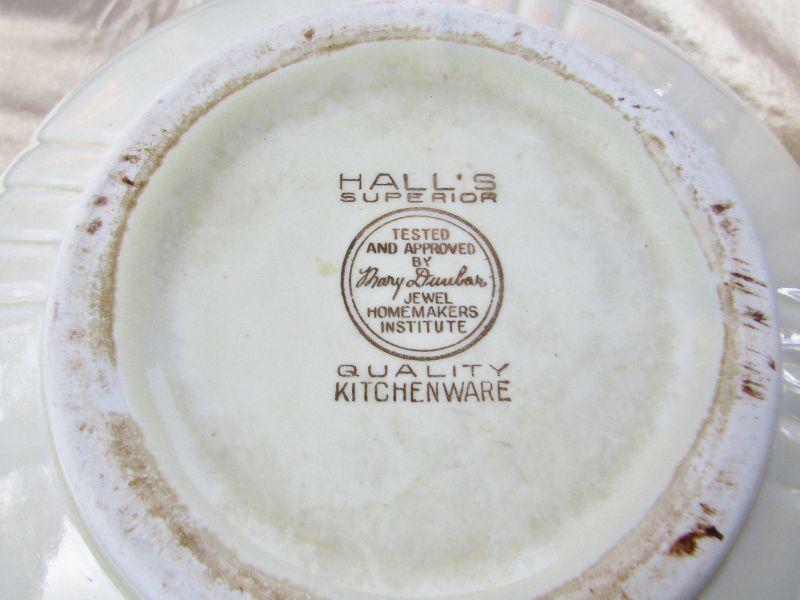 HALL'S
SUPERIOR
TESTED
AND APPROVED
BY
Mary Dunbar
JEWEL
HOMEMAKERS
INSTITUTE
QUALITY
KITCHENWARE